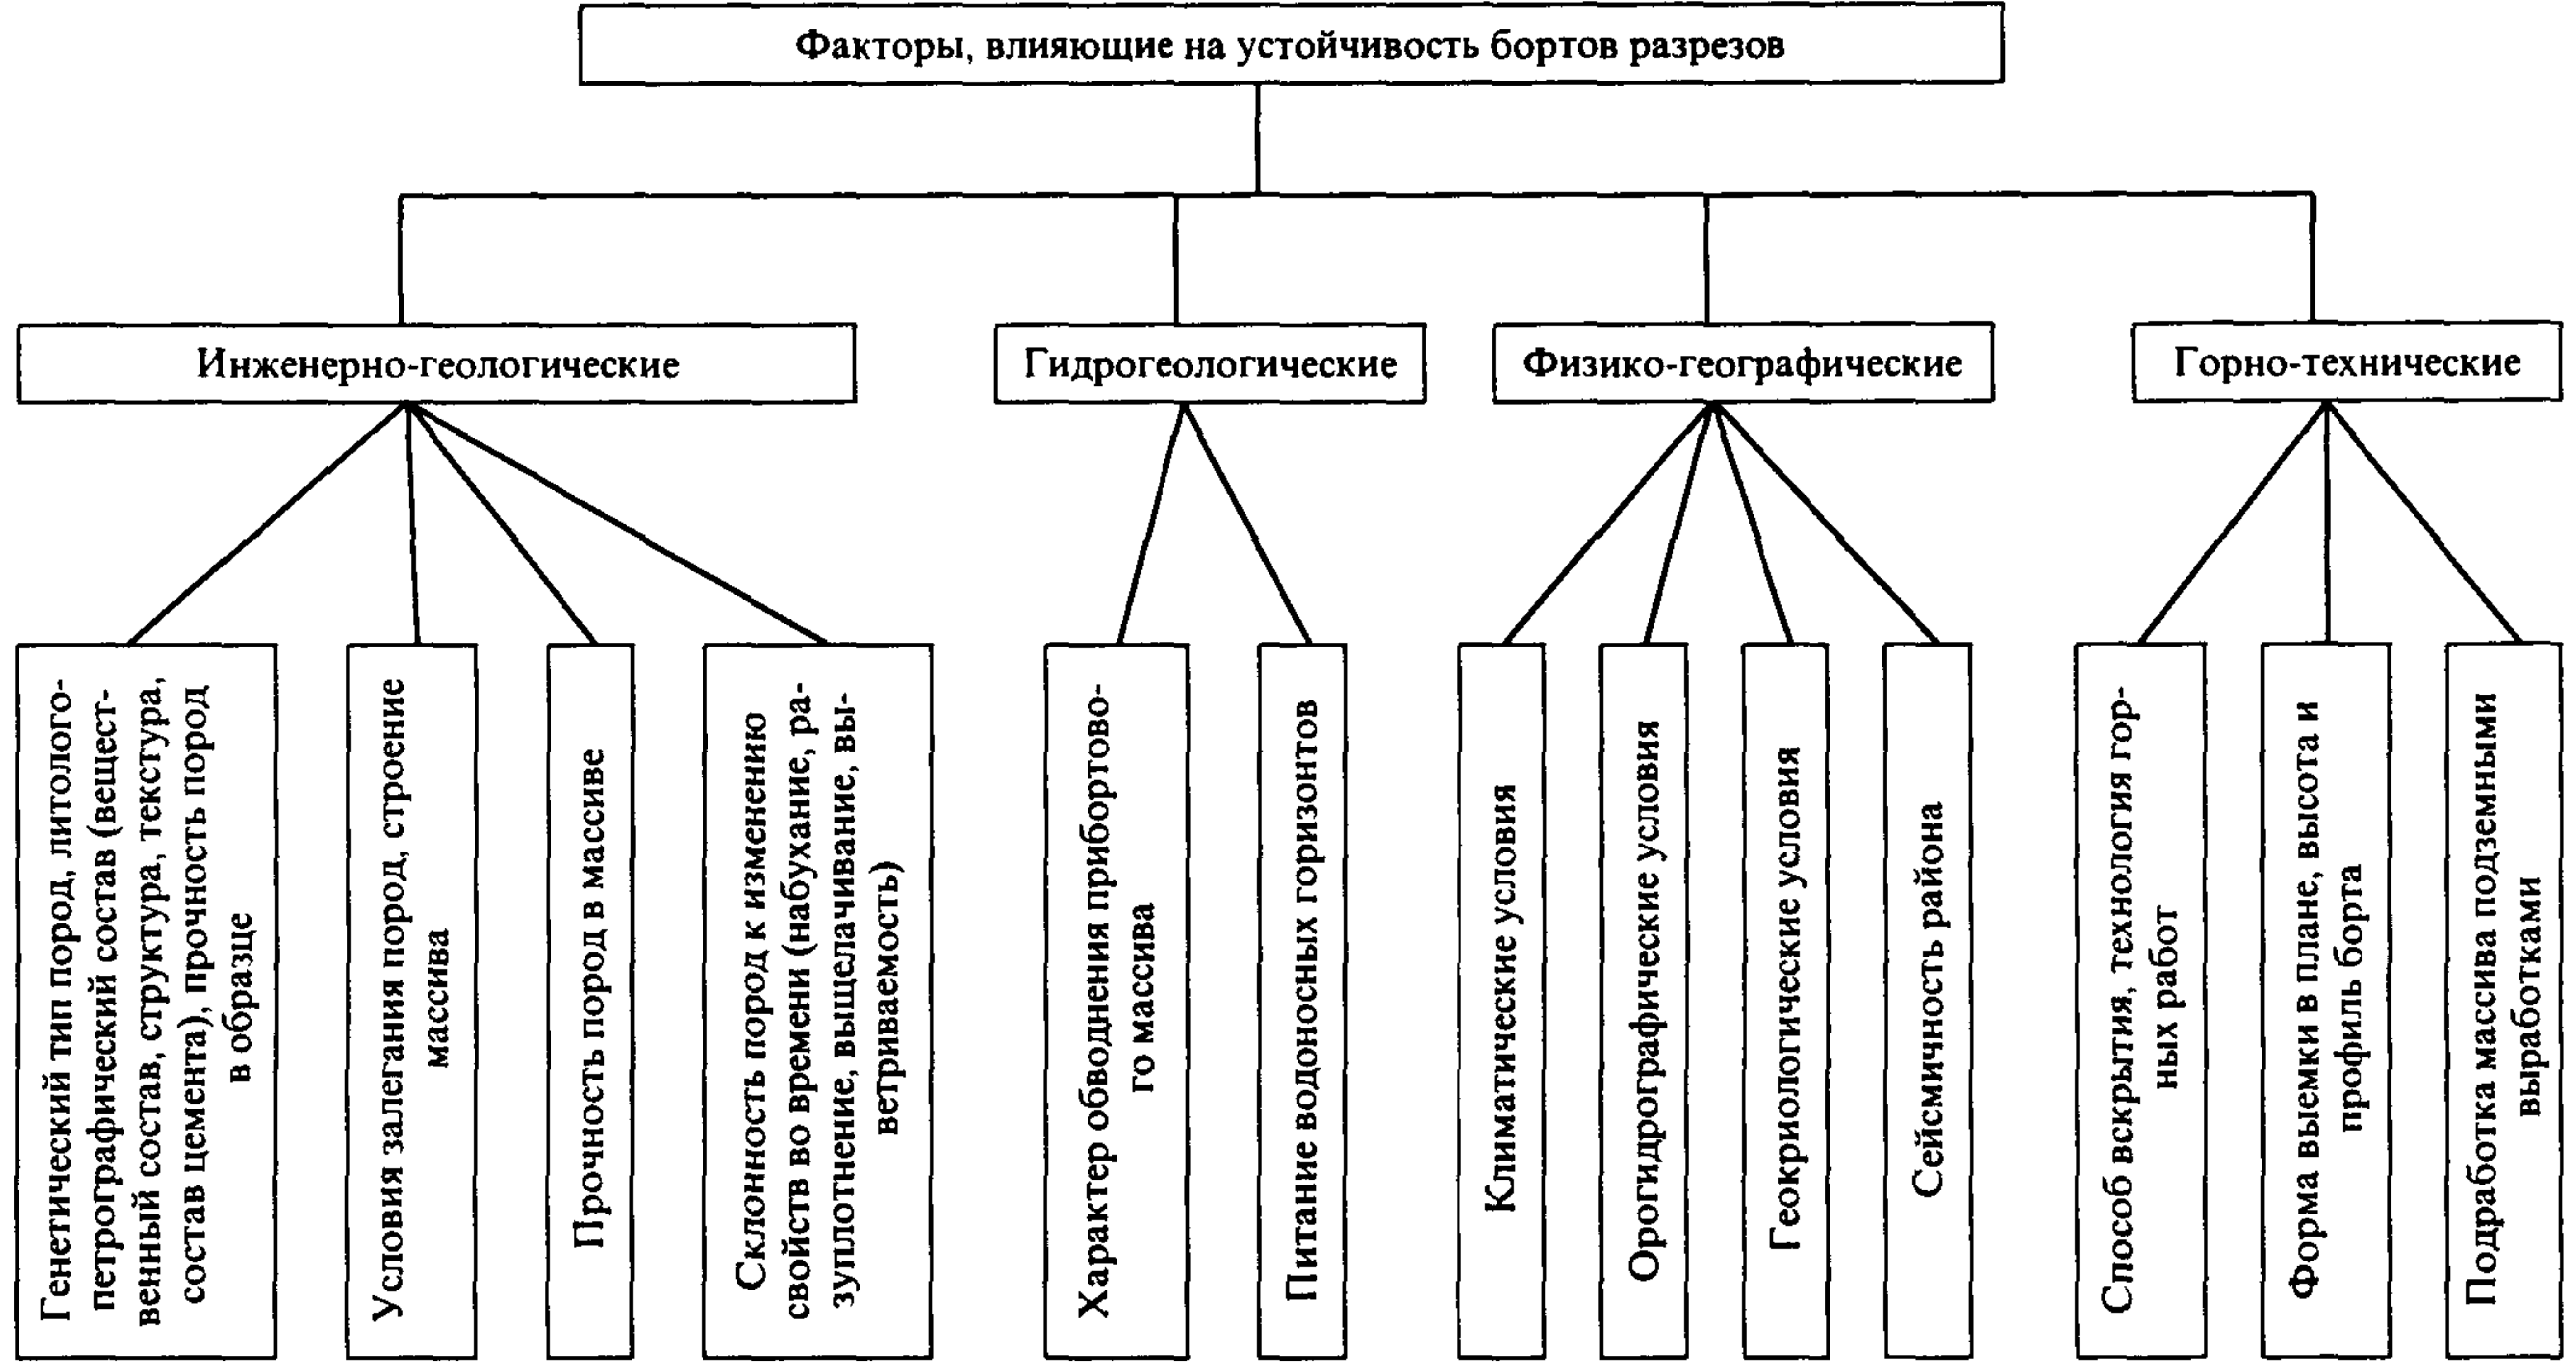 Факторы, влияющие на устойчивость бортов разрезов
Инженерно-геологические
Гидрогеологические
Физико-географические
Горно-технические
Генетический тип пород, литолого-
петрографический состав (вещест-
венный состав, структура, текстура,
состав цемента), прочность пород
в образце
Условия залегания пород, строение
массива
Прочность пород в массиве
Склонность пород к изменению
свойств во времени (набухание, ра-
зуплотнение, выщелачивание, вы-
ветриваемость)
Характер обводнения прибортово-
го массива
Питание водоносных горизонтов
Климатические условия
Орогидрографические условия
Геокриологические условия
Сейсмичность района
Способ вскрытия, технология гор-
ных работ
Форма выемки в плане, высота и
профиль борта
Подработка массива подземными
выработками